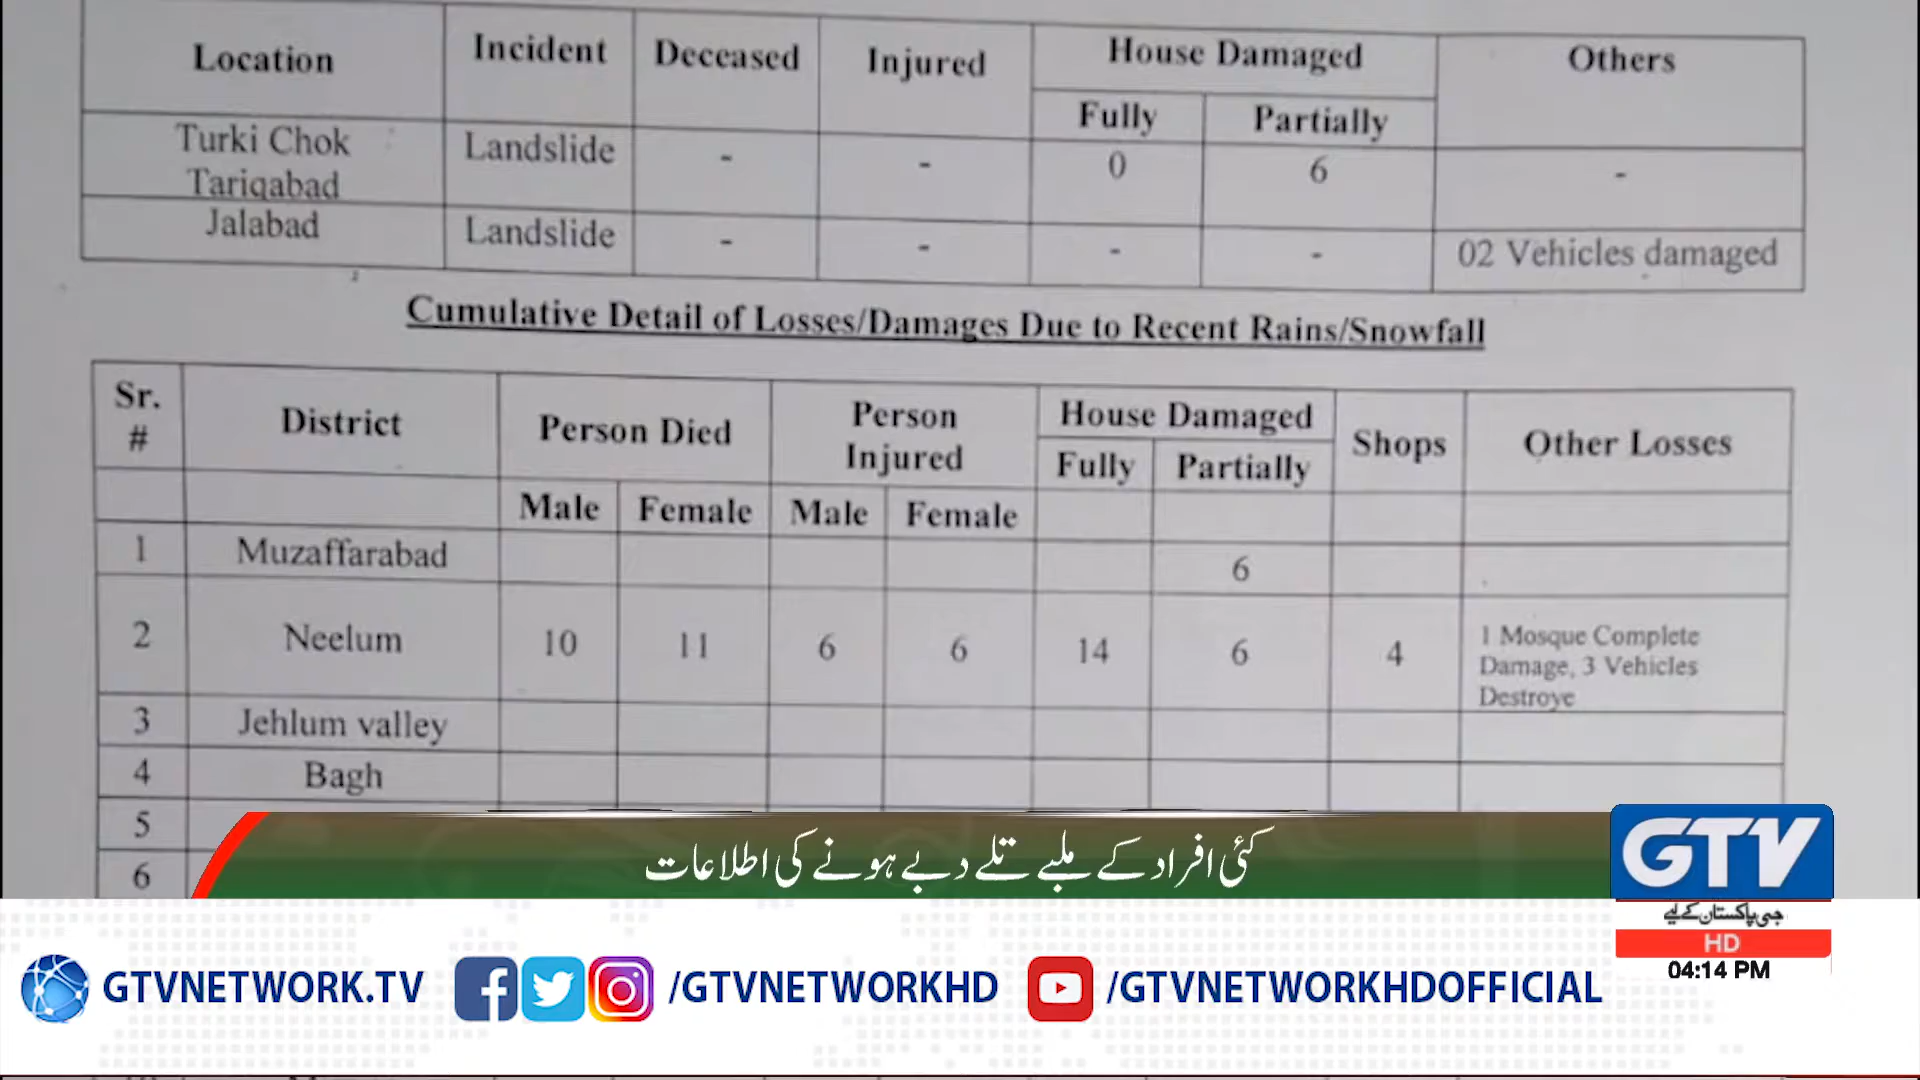 Location Incident Deceased Injured House Damaged Others
Fully Partially
Turki Chok Tariqabad Landslide - - 0 6 -
Jalabad Landslide - - - - 02 Vehicles damaged
Cumulative Detail of Losses/Damages Due to Recent Rains/Snowfall
Sr. # District Person Died Person Injured House Damaged Shops Other Losses
Fully Partially
Male Female Male Female
1 Muzaffarabad 6
2 Neelum 10 11 6 6 14 6 4 1 Mosque Complete Damage, 3 Vehicles Destroye
3 Jehlum valley
4 Bagh
5
6
کئی افراد کے ملبے تلے دبے ہونے کی اطلاعات
GTV
جی پاکستان کے لیے
HD
04:14 PM
GTVNETWORK.TV /GTVNETWORKHD /GTVNETWORKHDOFFICIAL